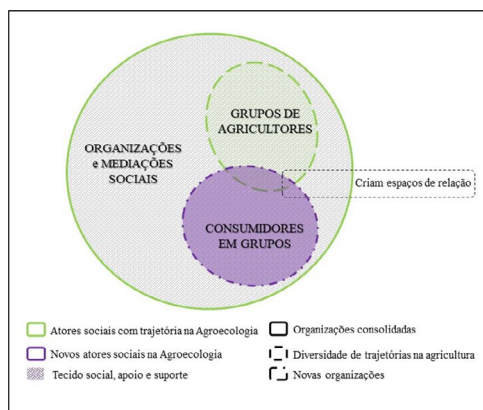 GRUPOS DE
AGRICULTORES
ORGANIZAÇÕES
e MEDIAÇÕES
SOCIAIS
Criam espaços de relação
CONSUMIDORES
EM GRUPOS
Atores sociais com trajetória na Agroecologia
Organizações consolidadas
Novos atores sociais na Agroecologia
Diversidade de trajetórias na agricultura
Tecido social, apoio e suporte
Novas organizações